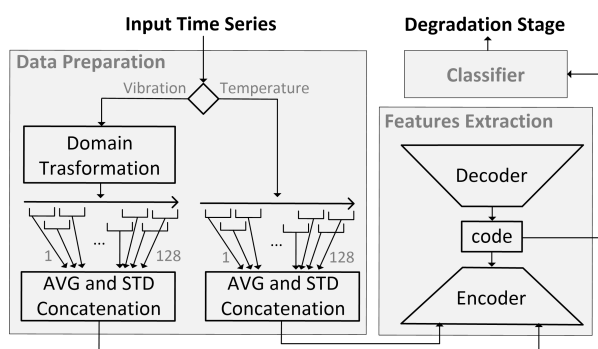 Input Time Series
Degradation Stage
Data Preparation
Vibration
Temperature
Domain
Trasformation
1
...
128
1
...
128
AVG and STD
Concatenation
AVG and STD
Concatenation
Classifier
Features Extraction
Decoder
code
Encoder